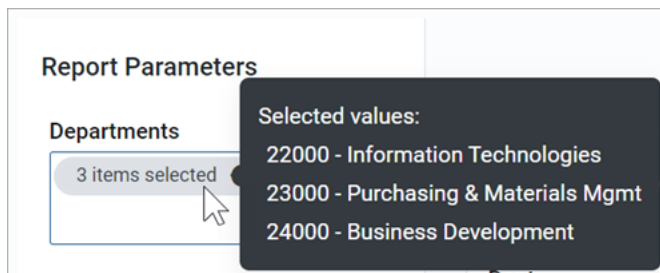 Report Parameters
Departments
3 items selected
Selected values:
22000 - Information Technologies
23000 - Purchasing & Materials Mgmt
24000 - Business Development